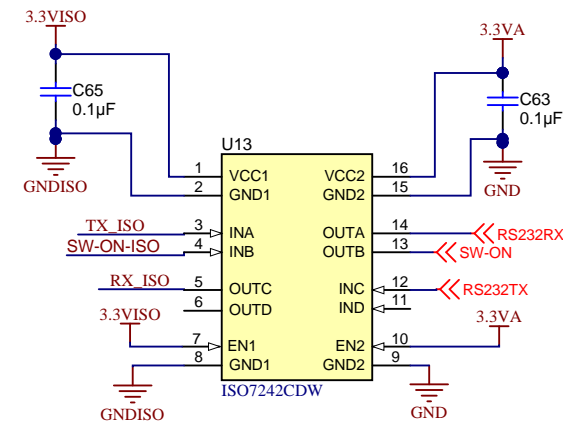 3.3VISO
3.3VA
C65
0.1µF
C63
0.1µF
GNDISO
GND
U13
1 VCC1 VCC2 16
2 GND1 GND2 15
TX_ISO 3 INA OUTA 14 RS232RX
SW-ON-ISO 4 INB OUTB 13 SW-ON
RX_ISO 5 OUTC INC 12 RS232TX
6 OUTD IND 11
3.3VISO
3.3VA
7 EN1 EN2 10
8 GND1 GND2 9
ISO7242CDW
GNDISO
GND